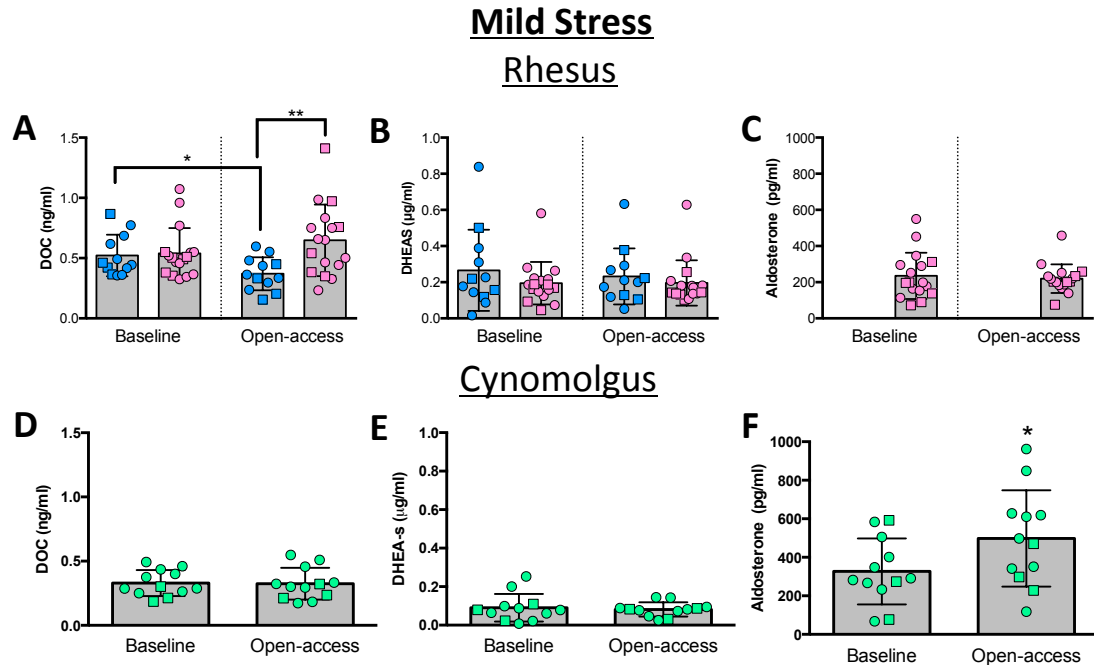 Mild Stress
Rhesus
A
DOC (ng/ml)
1.5
1.0
0.5
0.0
*
**
Baseline
Open-access
B
DHEAS (µg/ml)
1.0
0.8
0.6
0.4
0.2
0.0
Baseline
Open-access
C
Aldosterone (pg/ml)
1000
800
600
400
200
0
Baseline
Open-access
Cynomolgus
D
DOC (ng/ml)
1.5
1.0
0.5
0.0
Baseline
Open-access
E
DHEA-s (µg/ml)
1.0
0.8
0.6
0.4
0.2
0.0
Baseline
Open-access
F
Aldosterone (pg/ml)
1000
800
600
400
200
0
*
Baseline
Open-access